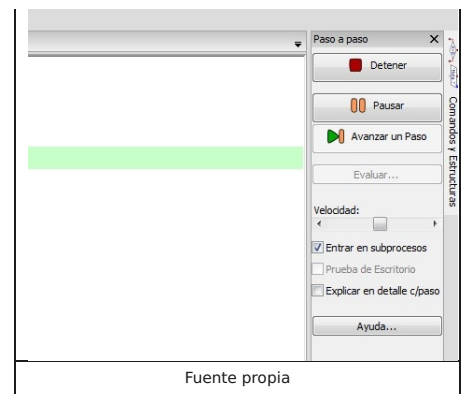 Paso a paso
Detener
Pausar
Avanzar un Paso
Evaluar...
Velocidad:
Entrar en subprocesos
Prueba de Escritorio
Explicar en detalle c/paso
Ayuda...
Comandos y Estructuras
Fuente propia